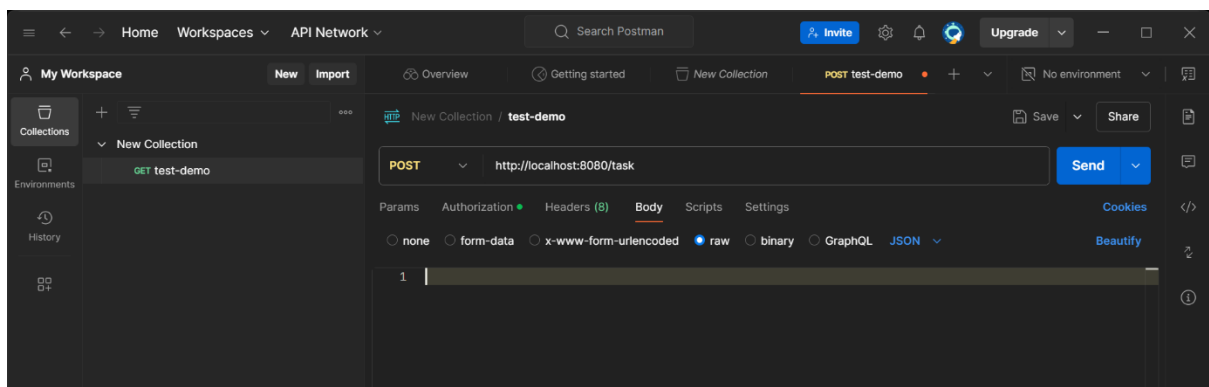 Home Workspaces API Network Search Postman Invite Upgrade
My Workspace New Import Overview Getting started New Collection POST test-demo No environment
Collections
HTTP New Collection / test-demo Save Share
New Collection
POST http://localhost:8080/task Send
GET test-demo
Environments
Params Authorization Headers (8) Body Scripts Settings Cookies
History
none form-data x-www-form-urlencoded raw binary GraphQL JSON Beautify
1